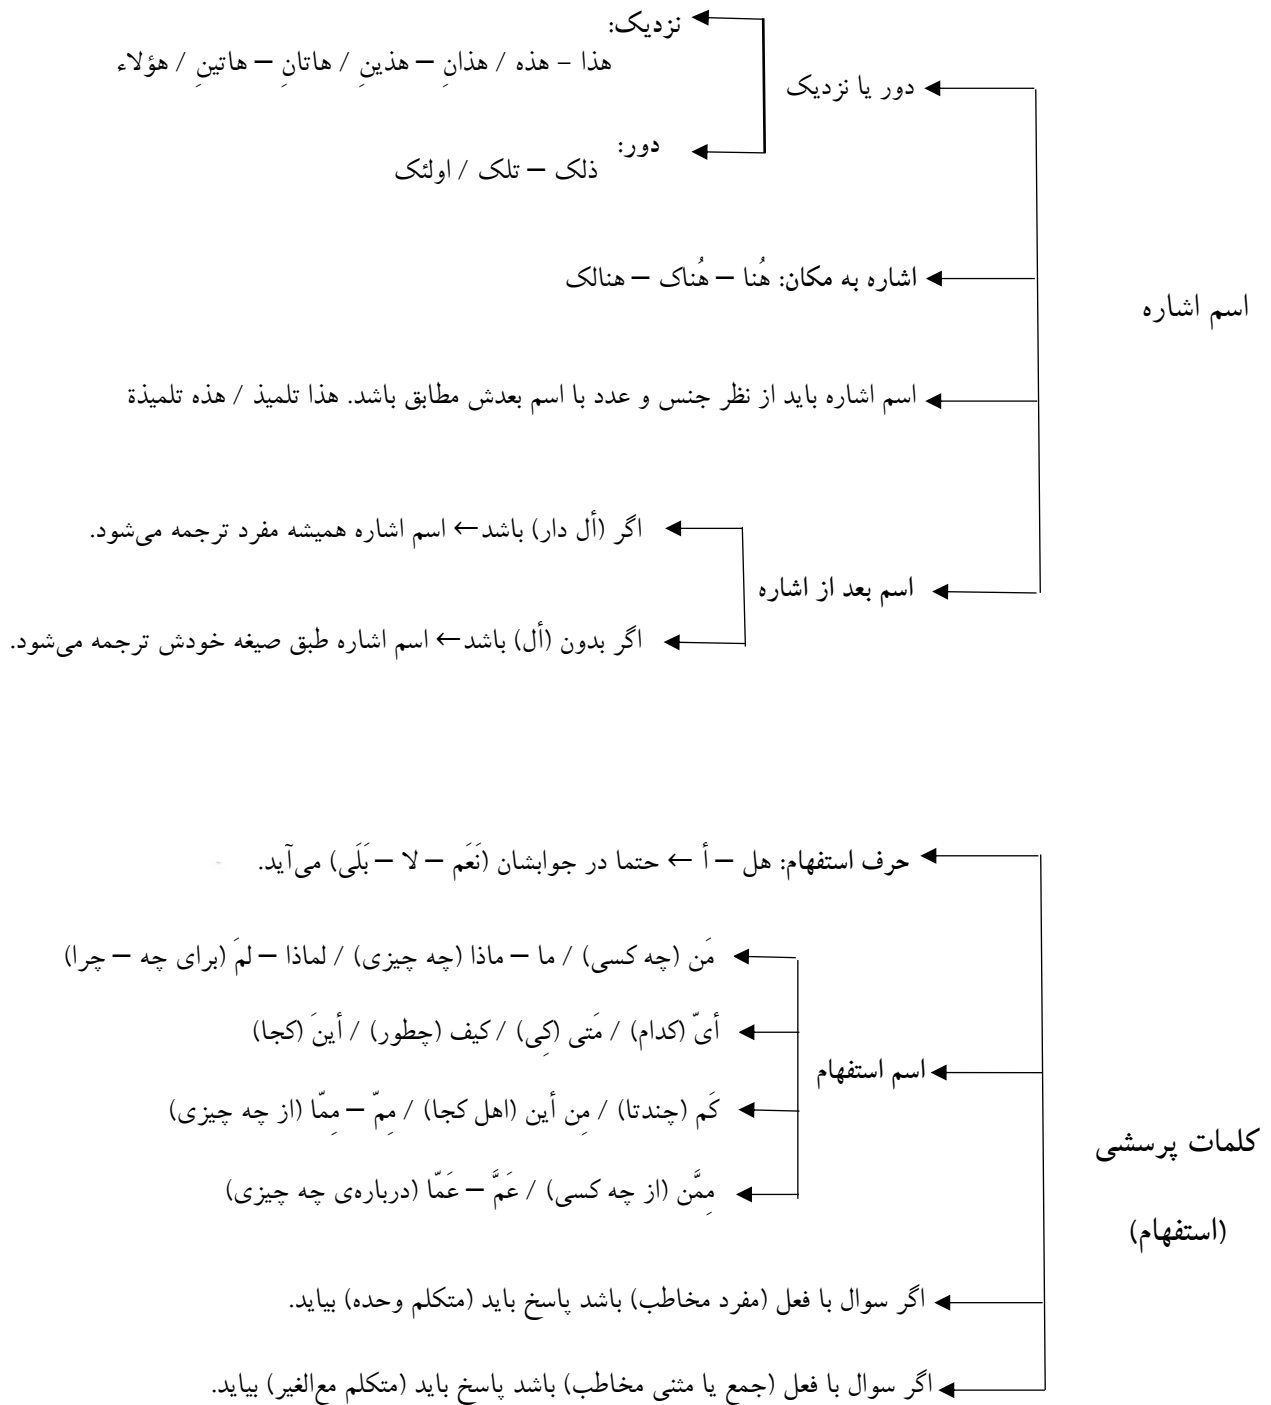 نزدیک:
هذا – هذه / هذانِ – هذینِ / هاتانِ – هاتینِ / هؤلاء
دور یا نزدیک
دور:
ذلک – تلک / اولئک
اشاره به مکان: هُنا – هُناک – هنالک
اسم اشاره
اسم اشاره باید از نظر جنس و عدد با اسم بعدش مطابق باشد. هذا تلمیذ / هذه تلمیذة
اگر (أل دار) باشد← اسم اشاره همیشه مفرد ترجمه می‌شود.
اسم بعد از اشاره
اگر بدون (أل) باشد← اسم اشاره طبق صیغه خودش ترجمه می‌شود.
حرف استفهام: هل – أ ← حتما در جوابشان (نَعَم – لا – بَلَی) می‌آید.
مَن (چه کسی) / ما – ماذا (چه چیزی) / لماذا – لمَ (برای چه – چرا)
أیّ (کدام) / مَتی (کِی) / کیف (چطور) / أینَ (کجا)
اسم استفهام
کَم (چندتا) / مِن أین (اهل کجا) / مِمّ – مِمّا (از چه چیزی)
کلمات پرسشی
مِمَّن (از چه کسی) / عَمَّ – عَمّا (درباره‌ی چه چیزی)
(استفهام)
اگر سوال با فعل (مفرد مخاطب) باشد پاسخ باید (متکلم وحده) بیاید.
اگر سوال با فعل (جمع یا مثنی مخاطب) باشد پاسخ باید (متکلم مع‌الغیر) بیاید.